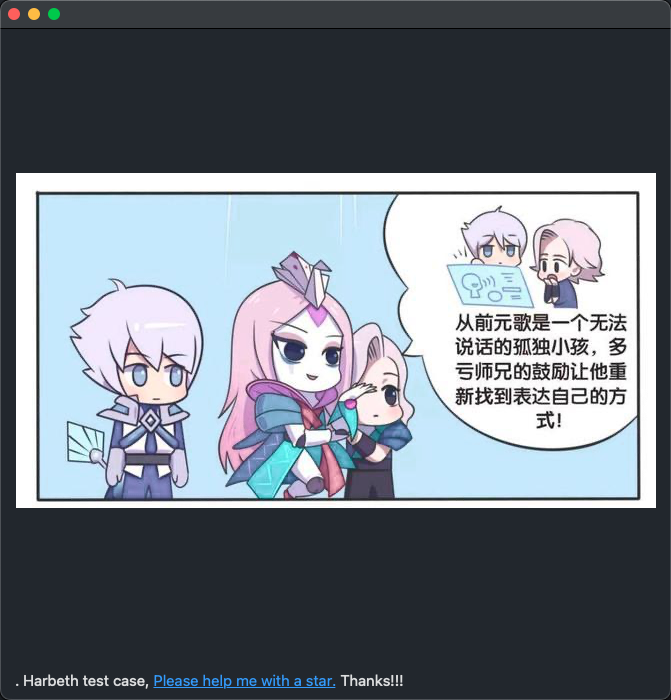 从前元歌是一个无法
说话的孤独小孩，多
亏师兄的鼓励让他重
新找到表达自己的方
式！
. Harbeth test case, Please help me with a star. Thanks!!!